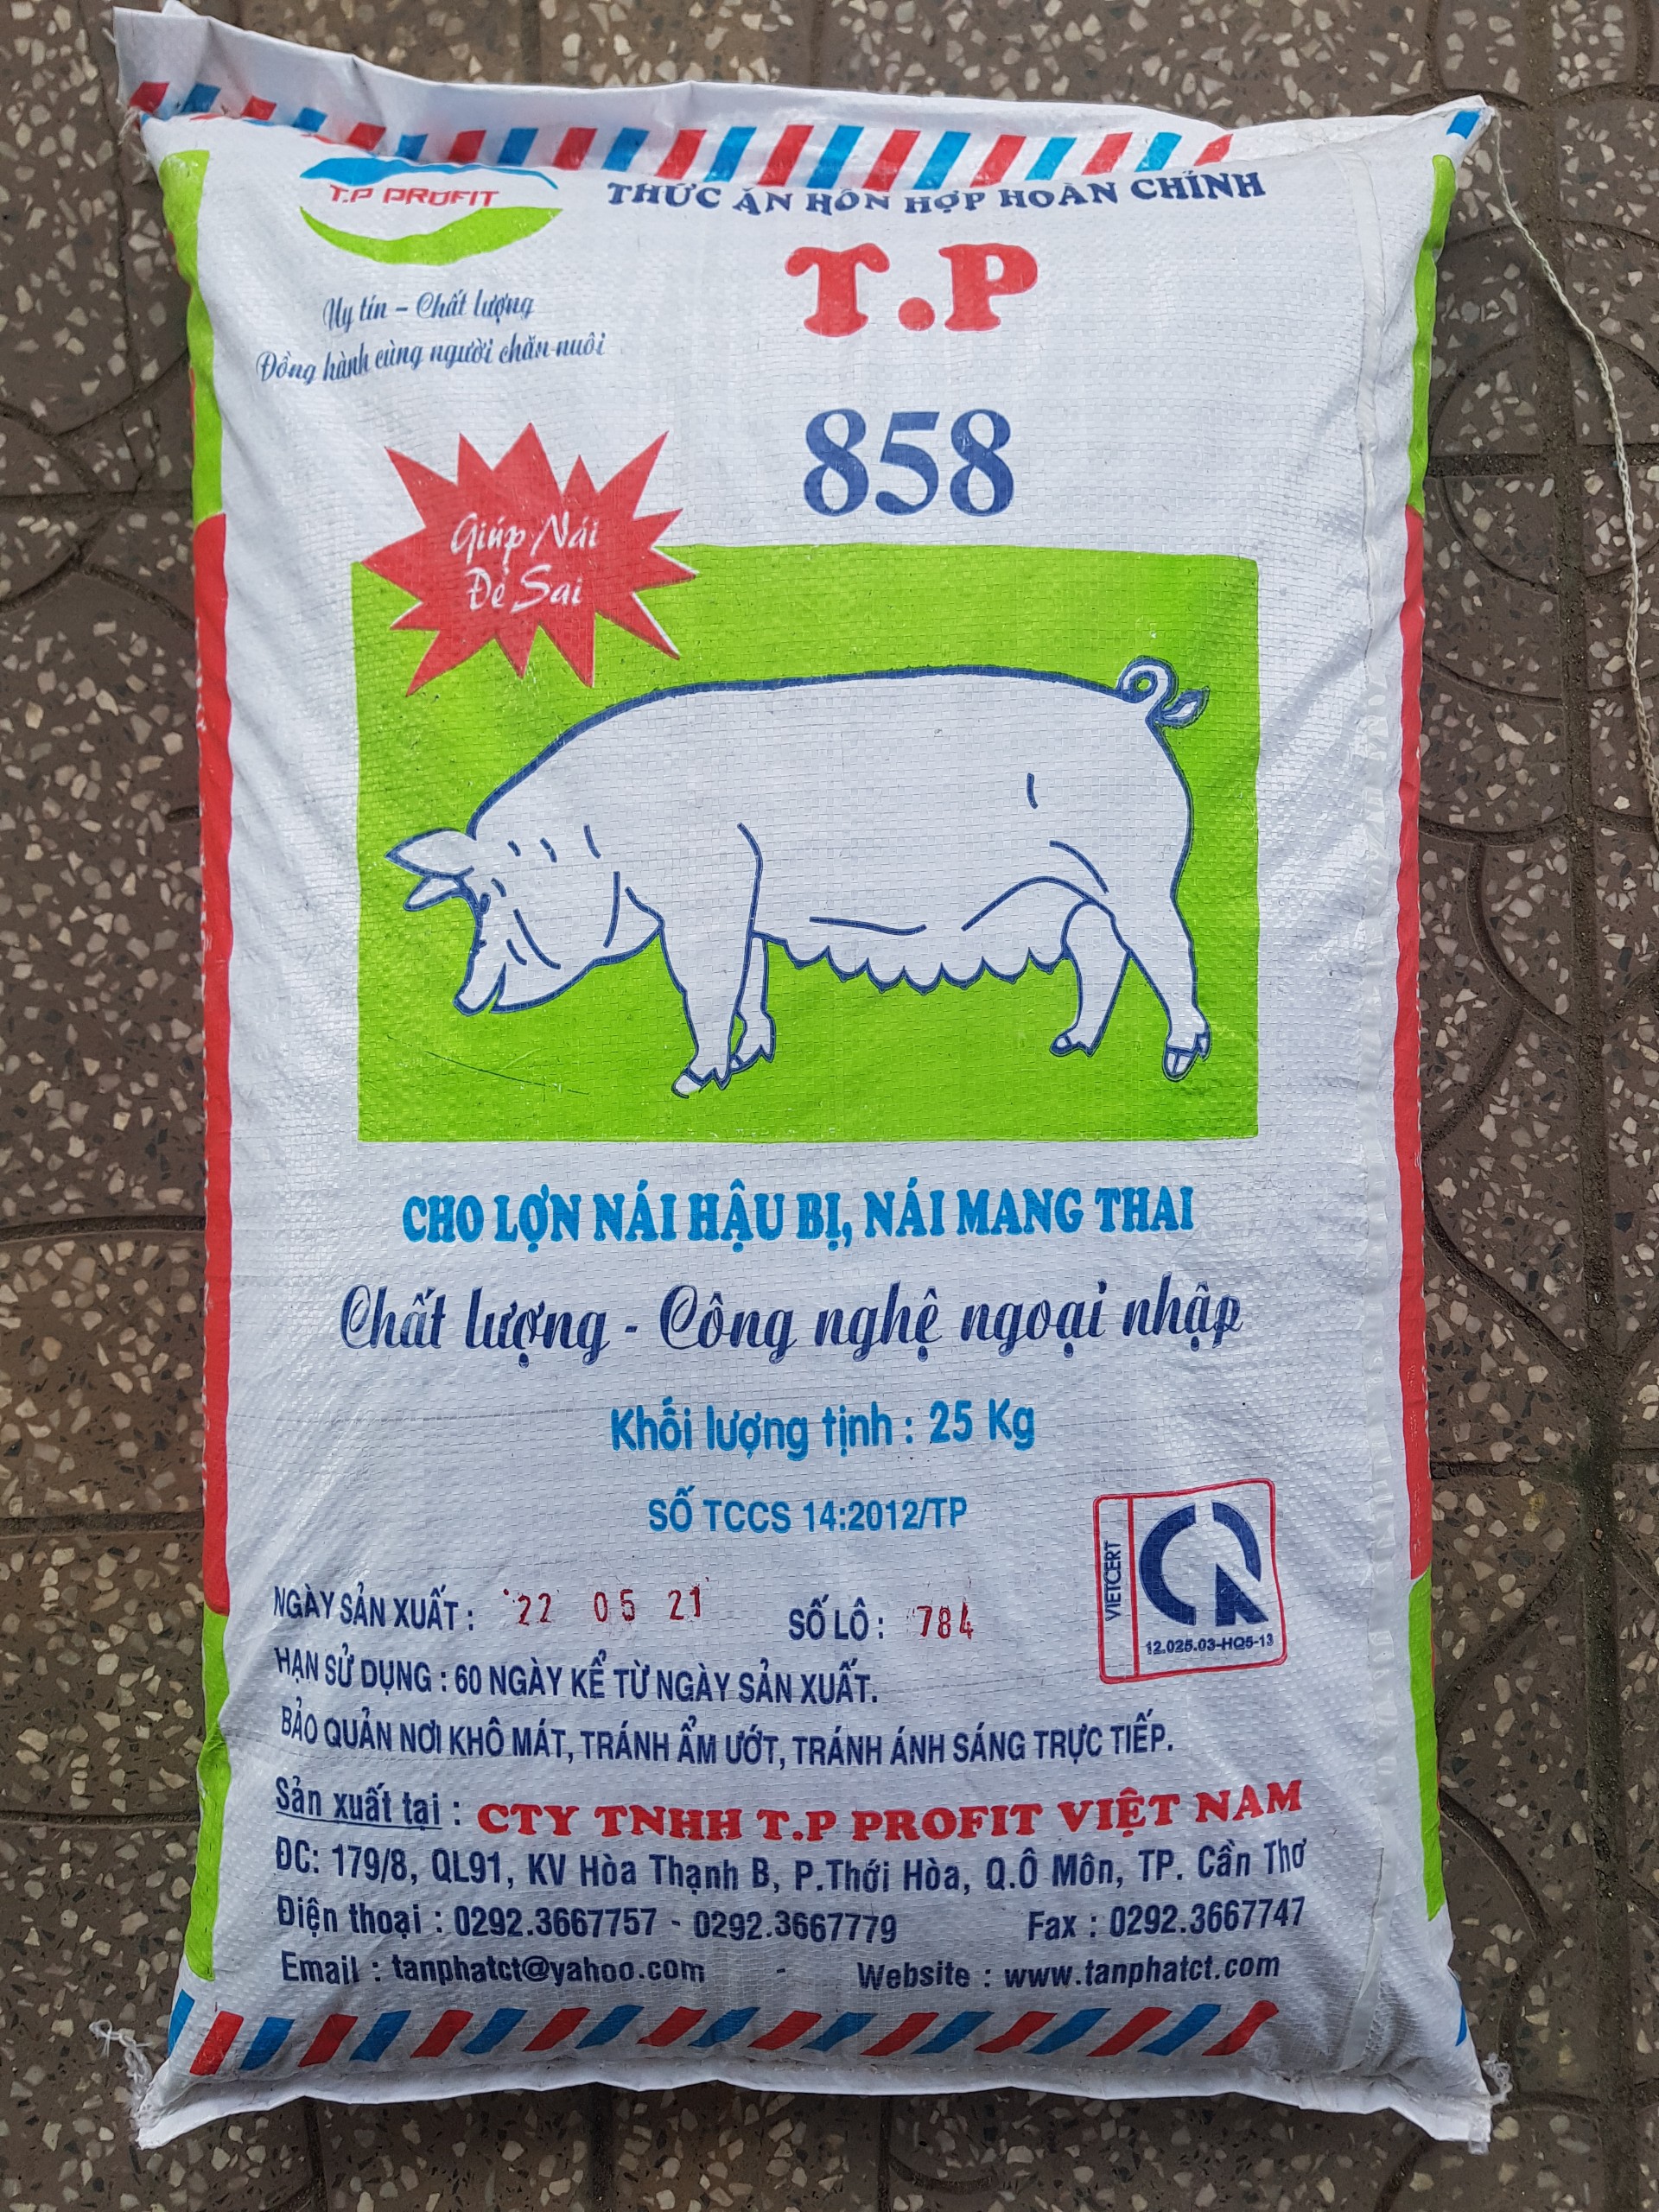 T.P PROFIT
THỨC ĂN HỖN HỢP HOÀN CHỈNH
Uy tín – Chất lượng
Đồng hành cùng người chăn nuôi
T.P
858
Giúp Nái
Đẻ Sai
CHO LỢN NÁI HẬU BỊ, NÁI MANG THAI
Chất lượng - Công nghệ ngoại nhập
Khối lượng tịnh : 25 Kg
SỐ TCCS 14:2012/TP
VIETCERT
12.025.03-HQ5-13
NGÀY SẢN XUẤT : 22 05 21 SỐ LÔ : 784
HẠN SỬ DỤNG : 60 NGÀY KỂ TỪ NGÀY SẢN XUẤT.
BẢO QUẢN NƠI KHÔ MÁT, TRÁNH ẨM ƯỚT, TRÁNH ÁNH SÁNG TRỰC TIẾP.
Sản xuất tại : CTY TNHH T.P PROFIT VIỆT NAM
ĐC: 179/8, QL91, KV Hòa Thạnh B, P.Thới Hòa, Q.Ô Môn, TP. Cần Thơ
Điện thoại : 0292.3667757 - 0292.3667779 Fax : 0292.3667747
Email : tanphatct@yahoo.com - Website : www.tanphatct.com